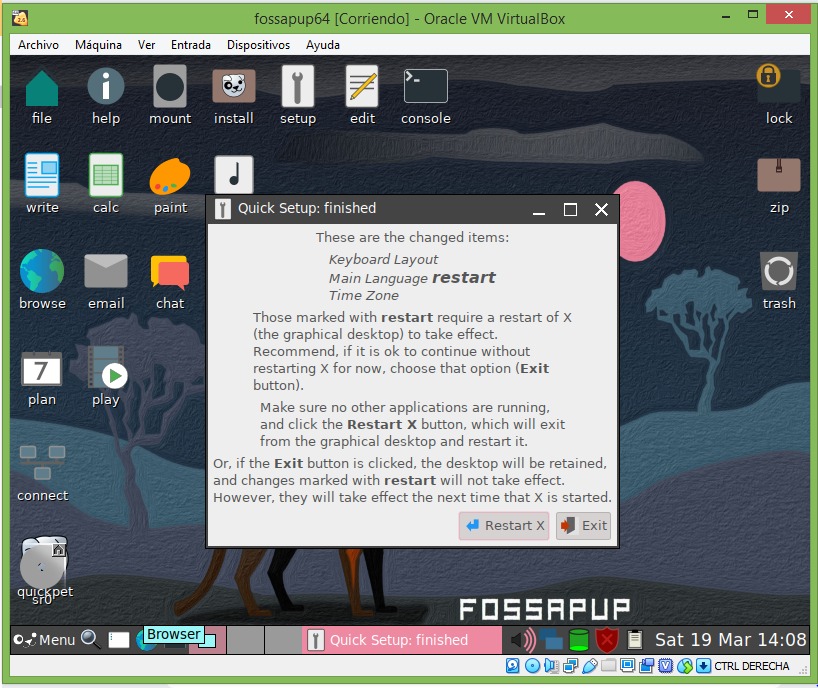 fossapup64 [Corriendo] - Oracle VM VirtualBox
Archivo Máquina Ver Entrada Dispositivos Ayuda
file help mount install setup edit console lock
write calc paint zip
Quick Setup: finished
These are the changed items:
Keyboard Layout
Main Language restart
Time Zone
Those marked with restart require a restart of X
(the graphical desktop) to take effect.
Recommend, if it is ok to continue without
restarting X for now, choose that option (Exit
button).
Make sure no other applications are running,
and click the Restart X button, which will exit
from the graphical desktop and restart it.
Or, if the Exit button is clicked, the desktop will be retained,
and changes marked with restart will not take effect.
However, they will take effect the next time that X is started.
Restart X Exit
browse email chat trash
7
plan play
connect
quickpet
sr0
FOSSAPUP
Menu Browser Quick Setup: finished Sat 19 Mar 14:08
CTRL DERECHA